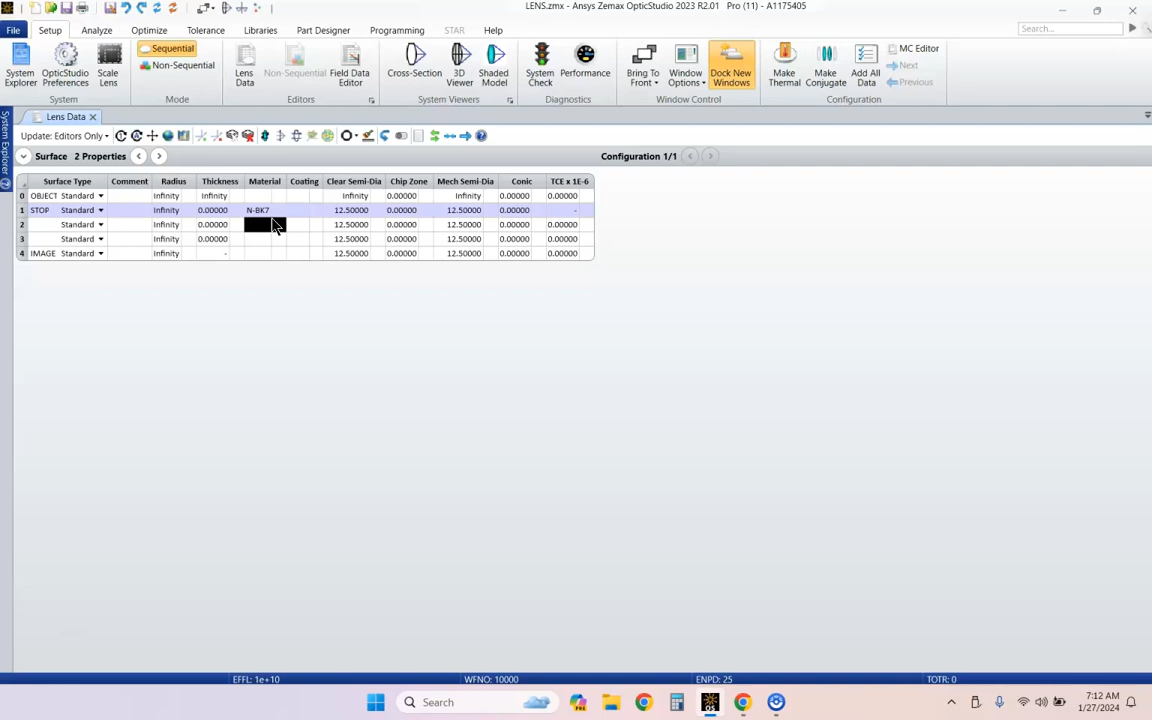 LENS.zmx - Ansys Zemax OpticStudio 2023 R2.01 Pro (11) - A1175405
File Setup Analyze Optimize Tolerance Libraries Part Designer Programming STAR Help Search...
System Explorer OpticStudio Preferences Scale Lens Sequential Non-Sequential Lens Data Non-Sequential Field Data Editor Cross-Section 3D Viewer Shaded Model System Check Performance Bring To Front Window Options Dock New Windows Make Thermal Make Conjugate Add All Data MC Editor Next Previous
System Mode Editors System Viewers Diagnostics Window Control Configuration
System Explorer
Lens Data
Update: Editors Only
Surface 2 Properties Configuration 1/1
Surface Type Comment Radius Thickness Material Coating Clear Semi-Dia Chip Zone Mech Semi-Dia Conic TCE x 1E-6
0 OBJECT Standard Infinity Infinity Infinity 0.00000 Infinity 0.00000 0.00000
1 STOP Standard Infinity 0.00000 N-BK7 12.50000 0.00000 12.50000 0.00000 -
2 Standard Infinity 0.00000 12.50000 0.00000 12.50000 0.00000 0.00000
3 Standard Infinity 0.00000 12.50000 0.00000 12.50000 0.00000 0.00000
4 IMAGE Standard Infinity - 12.50000 0.00000 12.50000 0.00000 0.00000
EFFL: 1e+10 WFNO: 10000 ENPD: 25 TOTR: 0
Search
7:12 AM
1/27/2024